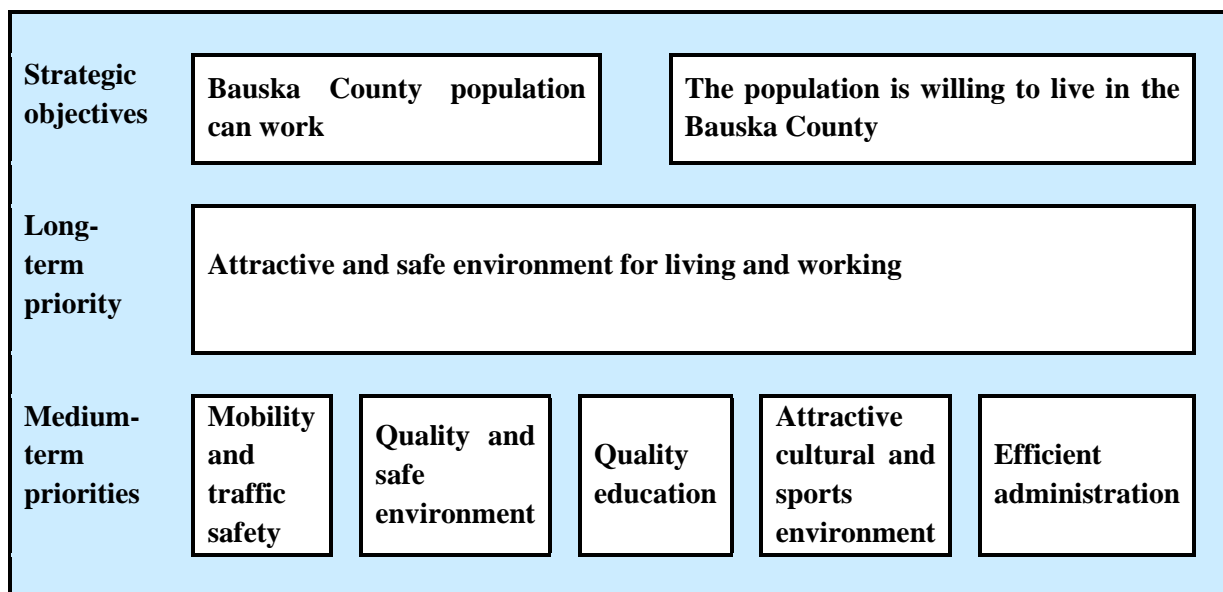 Strategic
objectives
Bauska County population
can work
The population is willing to live in the
Bauska County
Long-
term
priority
Attractive and safe environment for living and working
Medium-
term
priorities
Mobility
and
traffic
safety
Quality and
safe
environment
Quality
education
Attractive
cultural and
sports
environment
Efficient
administration